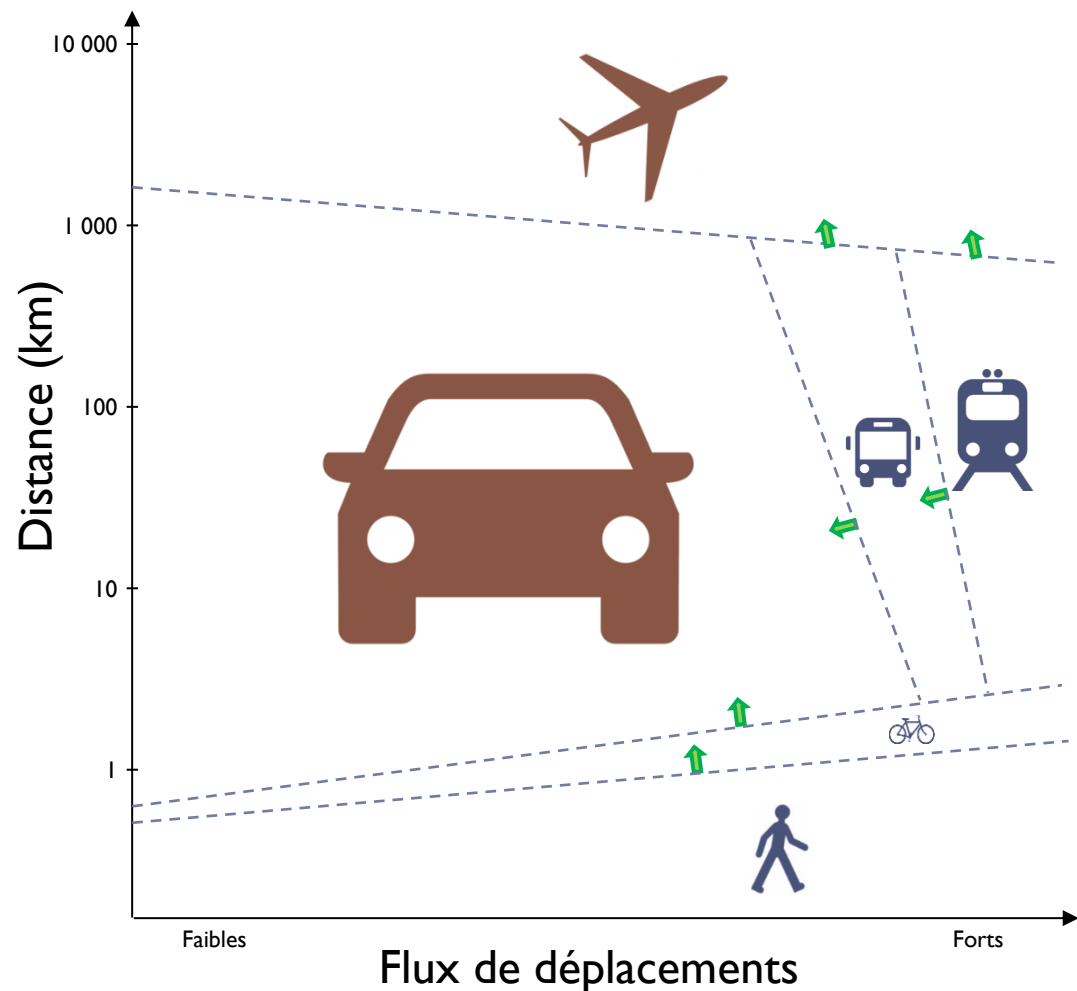 10 000
1 000
100
10
1
Distance (km)
Faibles
Forts
Flux de déplacements